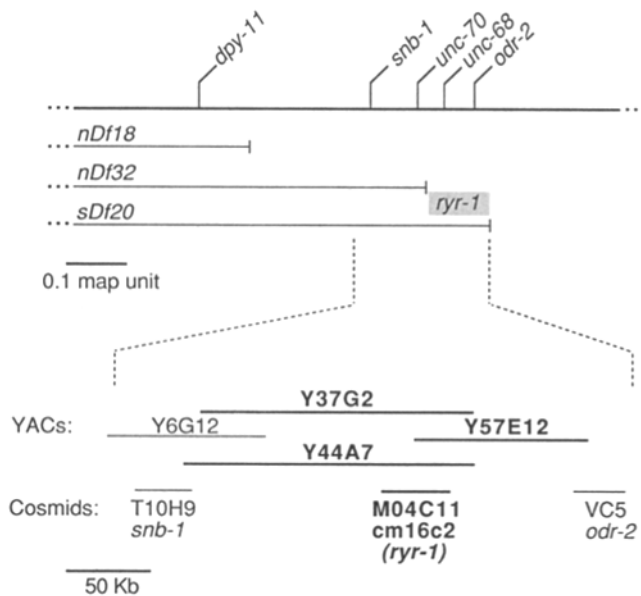 dpy-11
snb-1
unc-70
unc-68
odr-2
nDf18
nDf32
ryr-1
sDf20
0.1 map unit
Y37G2
YACs:
Y6G12
Y57E12
Y44A7
Cosmids:
T10H9
M04C11
VC5
snb-1
cm16c2
odr-2
(ryr-1)
50 Kb